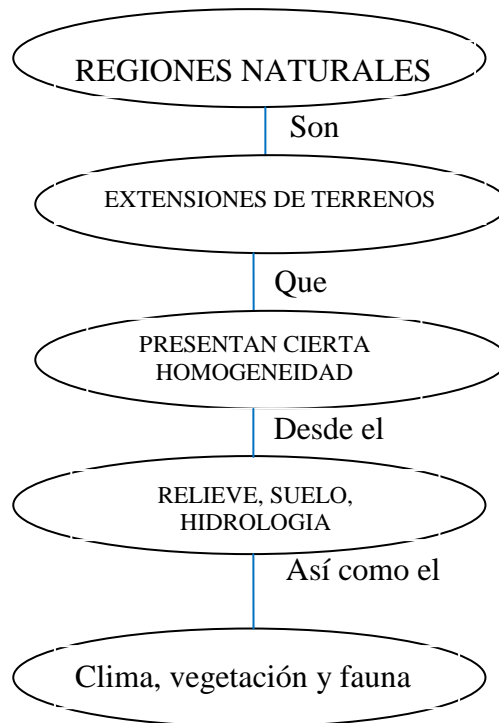 REGIONES NATURALES
Son
EXTENSIONES DE TERRENOS
Que
PRESENTAN CIERTA
HOMOGENEIDAD
Desde el
RELIEVE, SUELO,
HIDROLOGIA
Así como el
Clima, vegetación y fauna